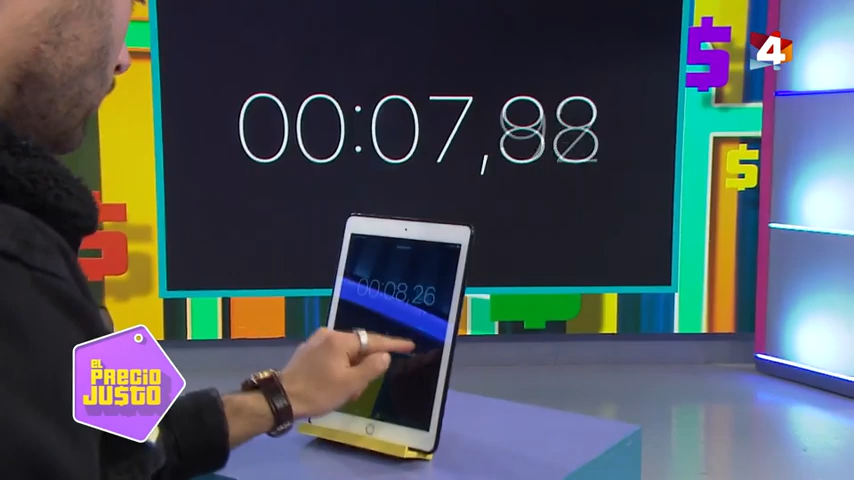 4
$
00:07,88
$
$
00:08,26
EL
PRECIO
JUSTO